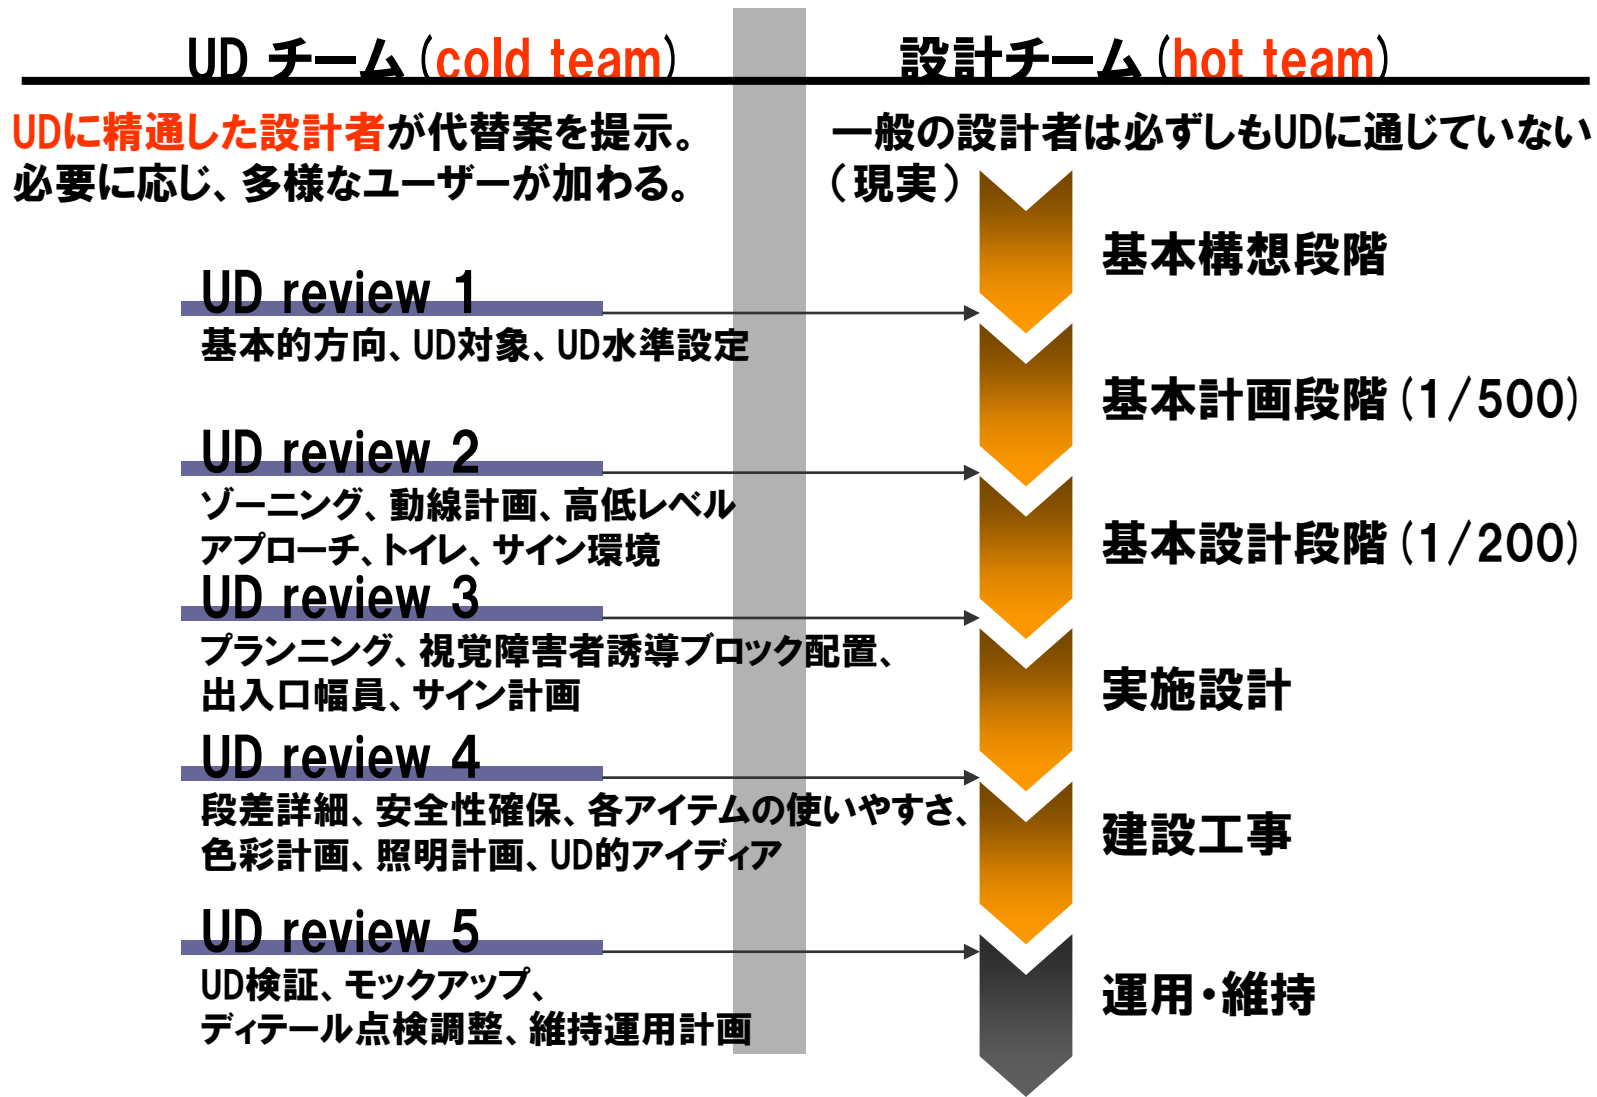 UD チーム(cold team)
設計チーム(hot team)
UDに精通した設計者が代替案を提示。
必要に応じ、多様なユーザーが加わる。
一般の設計者は必ずしもUDに通じていない
（現実）
基本構想段階
UD review 1
基本的方向、UD対象、UD水準設定
基本計画段階(1/500)
UD review 2
ゾーニング、動線計画、高低レベル
アプローチ、トイレ、サイン環境
基本設計段階(1/200)
UD review 3
プランニング、視覚障害者誘導ブロック配置、
出入口幅員、サイン計画
実施設計
UD review 4
段差詳細、安全性確保、各アイテムの使いやすさ、
色彩計画、照明計画、UD的アイディア
建設工事
UD review 5
UD検証、モックアップ、
ディテール点検調整、維持運用計画
運用・維持